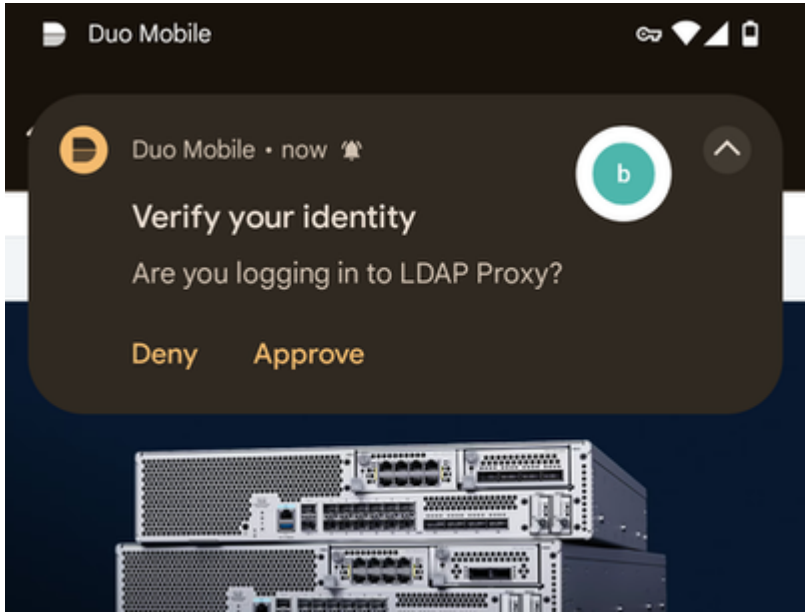 Duo Mobile
Duo Mobile • now
b
Verify your identity
Are you logging in to LDAP Proxy?
Deny Approve